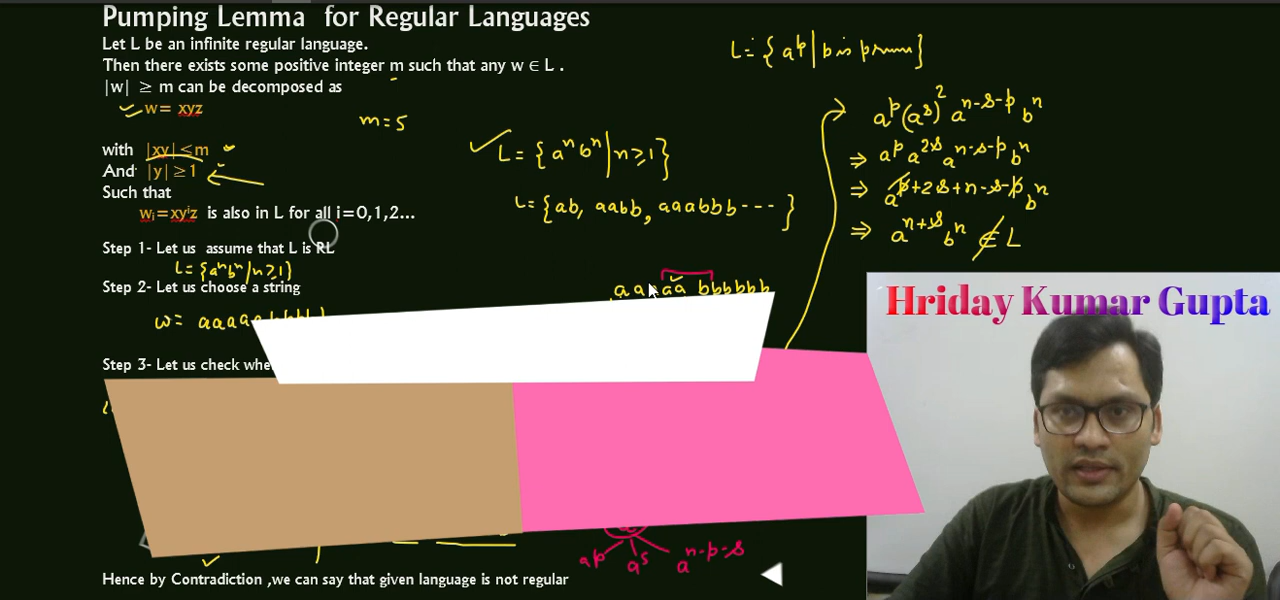 Pumping Lemma for Regular Languages
Let L be an infinite regular language.
Then there exists some positive integer m such that any w ∈ L .
|w| ≥ m can be decomposed as
w= xyz
m=5
with |xy| ≤m
And |y| ≥1
Such that
wᵢ=xyⁱz is also in L for all i=0,1,2...
Step 1- Let us assume that L is RL
L={aⁿbⁿ|n≥1}
Step 2- Let us choose a string
w=
Step 3- Let us check
L={aⁿbⁿ|n≥1}
L={ab, aabb, aaabbb---}
bbbbbb
L={aᵖ|p is prime}
aᵖ(aˢ)² aⁿ⁻ˢ⁻ᵖ bⁿ
⇒ aᵖ a²ˢ aⁿ⁻ˢ⁻ᵖ bⁿ
⇒ aᵖ⁺²ˢ⁺ⁿ⁻ˢ⁻ᵖ bⁿ
⇒ aⁿ⁺ˢ bⁿ ∉ L
Hriday Kumar Gupta
aᵖ aˢ aⁿ⁻ᵖ⁻ˢ
Hence by Contradiction ,we can say that given language is not regular